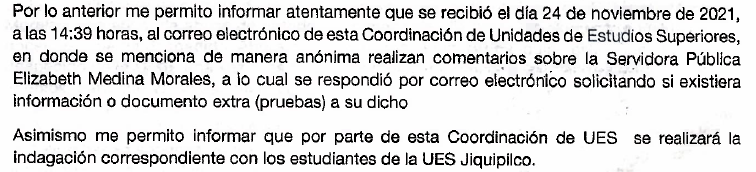 Por lo anterior me permito informar atentamente que se recibió el día 24 de noviembre de 2021,
a las 14:39 horas, al correo electrónico de esta Coordinación de Unidades de Estudios Superiores,
en donde se menciona de manera anónima realizan comentarios sobre la Servidora Pública
Elizabeth Medina Morales, a lo cual se respondió por correo electrónico solicitando si existiera
información o documento extra (pruebas) a su dicho
Asimismo me permito informar que por parte de esta Coordinación de UES se realizará la
indagación correspondiente con los estudiantes de la UES Jiquipilco.